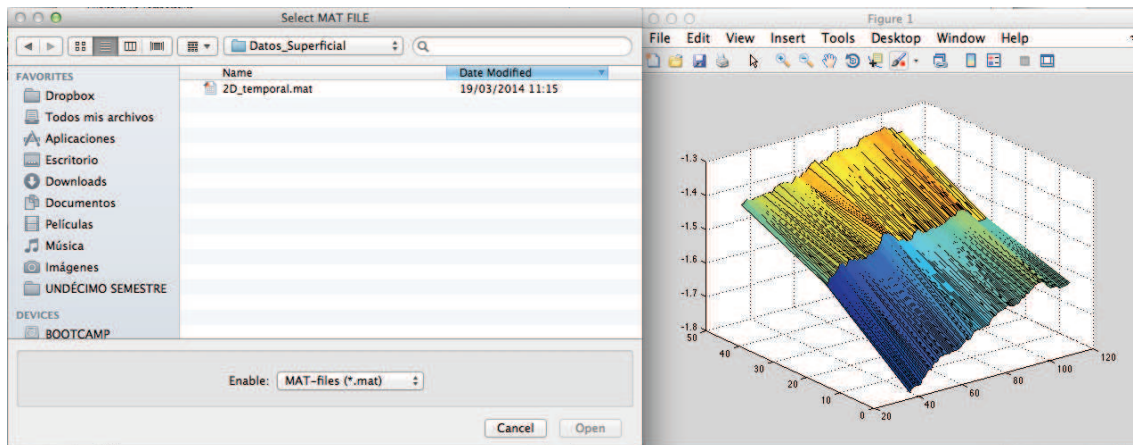 Select MAT FILE
Datos_Superficial
FAVORITES
Dropbox
Todos mis archivos
Aplicaciones
Escritorio
Downloads
Documentos
Películas
Música
Imágenes
UNDÉCIMO SEMESTRE
DEVICES
BOOTCAMP
Name Date Modified
2D_temporal.mat 19/03/2014 11:15
Enable: MAT-files (*.mat)
Cancel Open
Figure 1
File Edit View Insert Tools Desktop Window Help
-1.3
-1.4
-1.5
-1.6
-1.7
-1.8
50
40
30
20
10
0
20
40
60
80
100
120